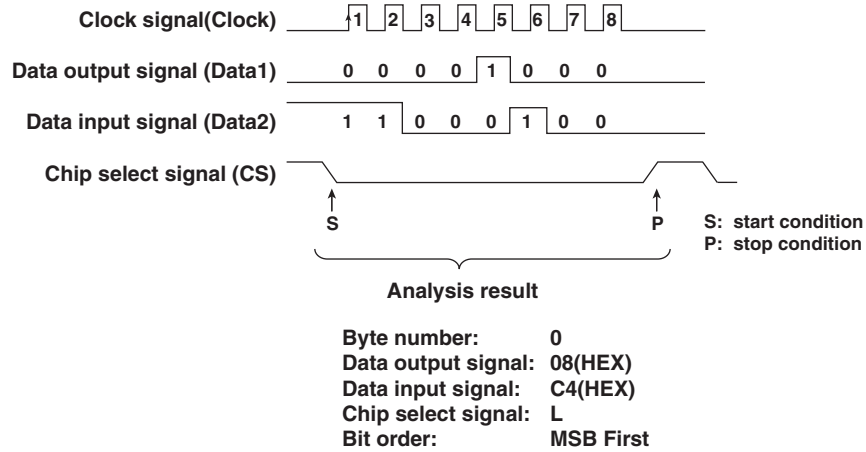 Clock signal(Clock) 1 2 3 4 5 6 7 8
Data output signal (Data1) 0 0 0 0 1 0 0 0
Data input signal (Data2) 1 1 0 0 0 1 0 0
Chip select signal (CS)
S P
S: start condition
P: stop condition
Analysis result
Byte number: 0
Data output signal: 08(HEX)
Data input signal: C4(HEX)
Chip select signal: L
Bit order: MSB First